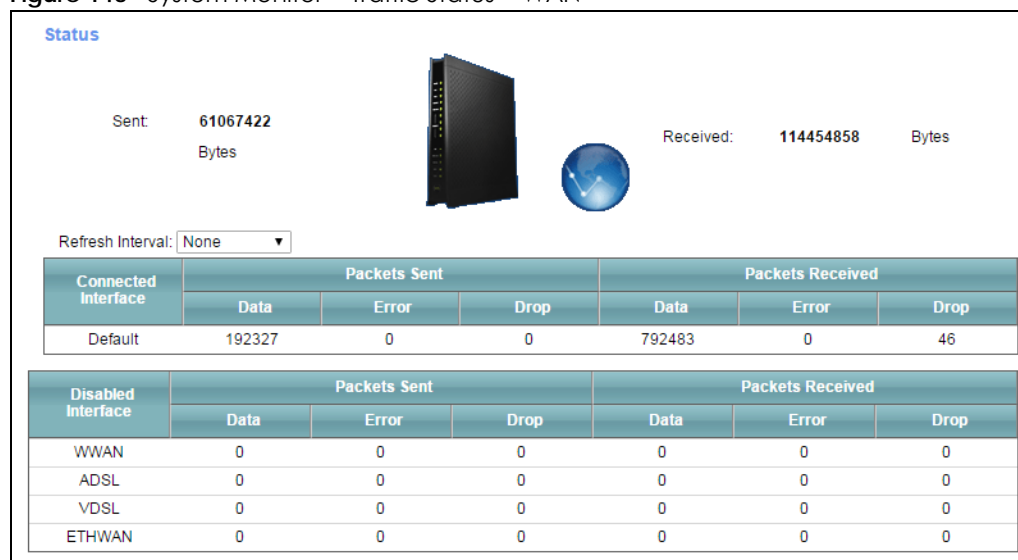 Status
Sent: 61067422 Bytes
Received: 114454858 Bytes
Refresh Interval: None
Connected Interface Packets Sent Packets Received
Data Error Drop Data Error Drop
Default 192327 0 0 792483 0 46
Disabled Interface Packets Sent Packets Received
Data Error Drop Data Error Drop
WWAN 0 0 0 0 0 0
ADSL 0 0 0 0 0 0
VDSL 0 0 0 0 0 0
ETHWAN 0 0 0 0 0 0